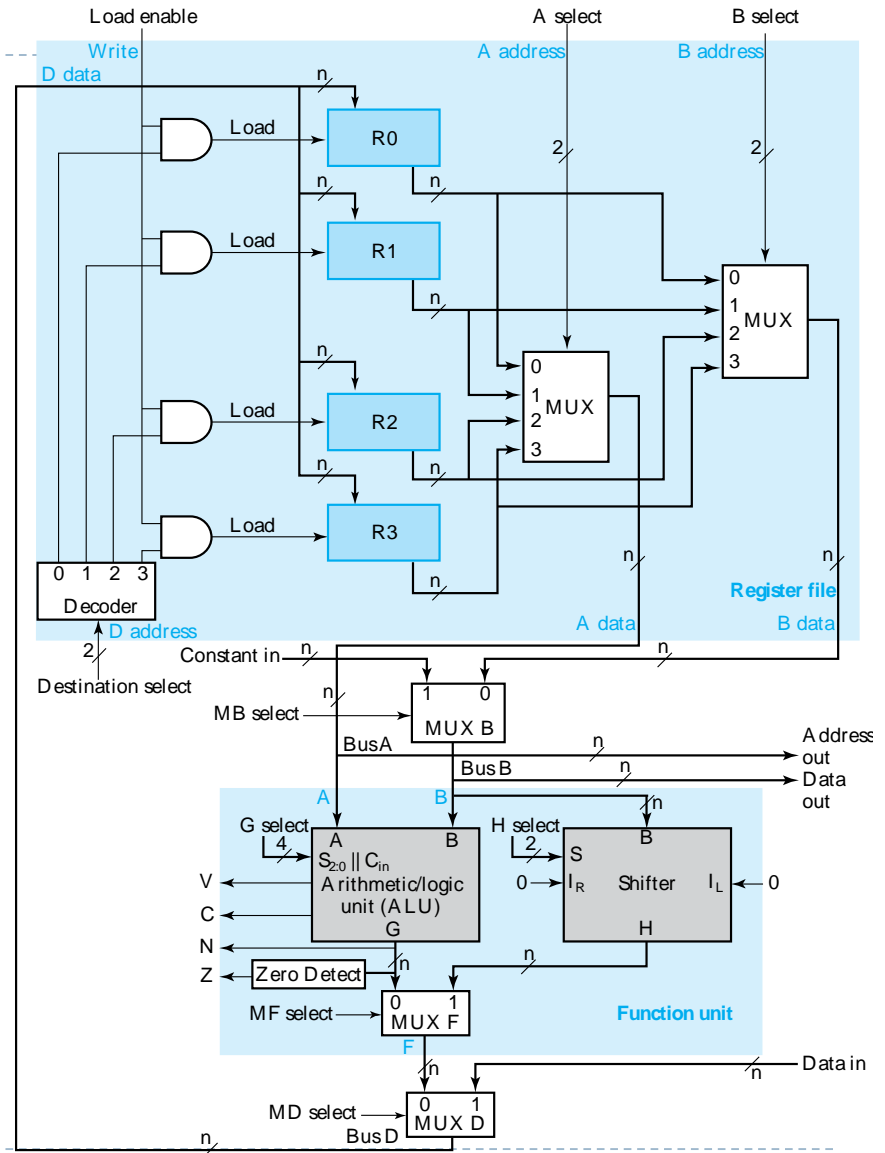 Load enable
A select
B select
Write
A address
B address
D data
n
Load
R0
2
2
n
n
Load
R1
0
n
1
MUX
2
n
0
3
1
MUX
Load
R2
2
3
n
n
Load
R3
n
n
n
0 1 2 3
Decoder
Register file
D address
A data
B data
2
Constant in
n
n
Destination select
n
1 0
MB select
MUX B
Address
out
Bus A
n
Bus B
n
Data
out
A
B
n
G select
H select
4
A
B
2
B
S2:0 || Cin
S
V
Arithmetic/logic
unit (ALU)
0
IR
Shifter
IL
0
C
G
H
N
n
n
Z
Zero Detect
0 1
MF select
MUX F
Function unit
F
n
n
Data in
0 1
MD select
MUX D
n
Bus D